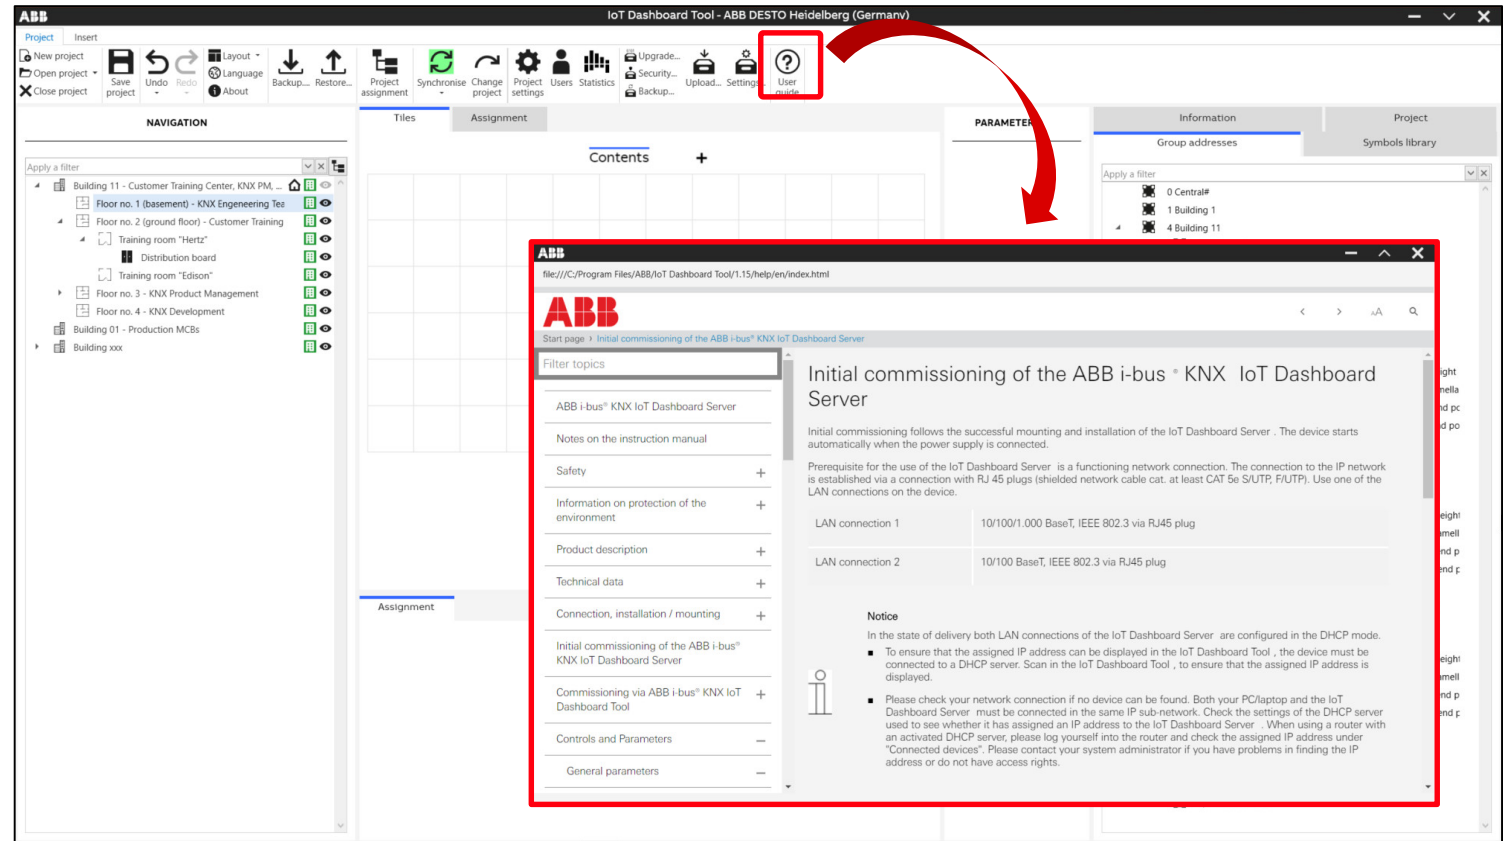 ABB
IoT Dashboard Tool - ABB DESTO Heidelberg (Germany)
Project Insert
New project
Open project
Close project
Save project
Undo
Redo
Layout
Language
About
Backup...
Restore...
Project assignment
Synchronise
Change project
Project settings
Users
Statistics
Upgrade...
Security...
Backup...
Upload...
Settings...
User guide
NAVIGATION
Apply a filter
Building 11 - Customer Training Center, KNX PM, ...
Floor no. 1 (basement) - KNX Engeneering Tea
Floor no. 2 (ground floor) - Customer Training
Training room "Hertz"
Distribution board
Training room "Edison"
Floor no. 3 - KNX Product Management
Floor no. 4 - KNX Development
Building 01 - Production MCBs
Building xxx
Tiles Assignment
Contents +
Assignment
PARAMETER
Information Project
Group addresses Symbols library
Apply a filter
0 Central#
1 Building 1
4 Building 11
ABB
file:///C:/Program Files/ABB/IoT Dashboard Tool/1.15/help/en/index.html
ABB
AA
Start page › Initial commissioning of the ABB i-bus® KNX IoT Dashboard Server
Filter topics
ABB i-bus® KNX IoT Dashboard Server
Notes on the instruction manual
Safety +
Information on protection of the +
environment
Product description +
Technical data +
Connection, installation / mounting +
Initial commissioning of the ABB i-bus®
KNX IoT Dashboard Server
Commissioning via ABB i-bus® KNX IoT +
Dashboard Tool
Controls and Parameters –
General parameters –
Initial commissioning of the ABB i-bus ® KNX IoT Dashboard
Server
Initial commissioning follows the successful mounting and installation of the IoT Dashboard Server . The device starts
automatically when the power supply is connected.
Prerequisite for the use of the IoT Dashboard Server is a functioning network connection. The connection to the IP network
is established via a connection with RJ 45 plugs (shielded network cable cat. at least CAT 5e S/UTP, F/UTP). Use one of the
LAN connections on the device.
LAN connection 1 10/100/1.000 BaseT, IEEE 802.3 via RJ45 plug
LAN connection 2 10/100 BaseT, IEEE 802.3 via RJ45 plug
Notice
In the state of delivery both LAN connections of the IoT Dashboard Server are configured in the DHCP mode.
■ To ensure that the assigned IP address can be displayed in the IoT Dashboard Tool , the device must be
connected to a DHCP server. Scan in the IoT Dashboard Tool , to ensure that the assigned IP address is
displayed.
■ Please check your network connection if no device can be found. Both your PC/laptop and the IoT
Dashboard Server must be connected in the same IP sub-network. Check the settings of the DHCP server
used to see whether it has assigned an IP address to the IoT Dashboard Server . When using a router with
an activated DHCP server, please log yourself into the router and check the assigned IP address under
"Connected devices". Please contact your system administrator if you have problems in finding the IP
address or do not have access rights.